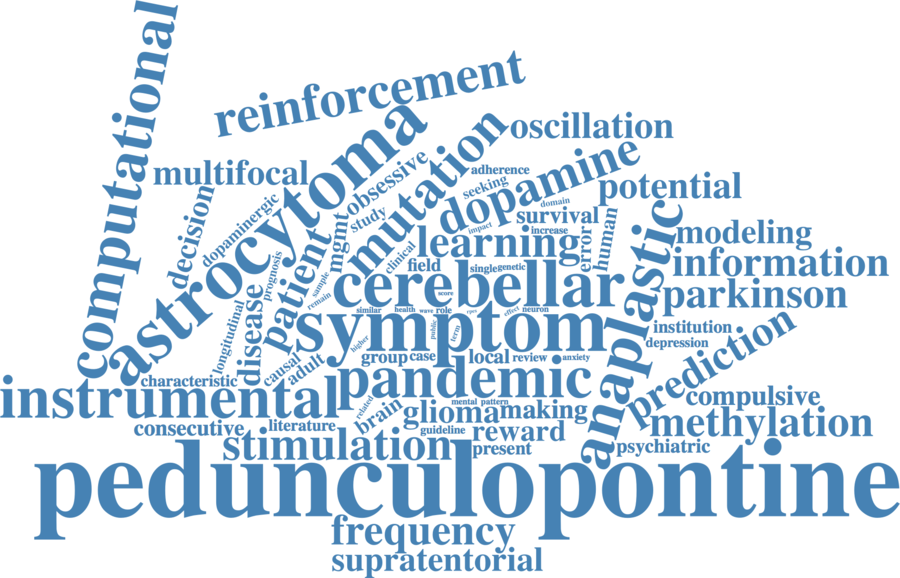 computational
reinforcement
astrocytoma
multifocal
obsessive
mutation
oscillation
adherence
seeking
dopamine
domain
potential
decision
dopaminergic
study
mgmt
patient
clinical
impact
survival
increase
error
human
learning
modeling
prognosis
sample
remain
field
single
genetic
information
cerebellar
score
anaplastic
parkinson
longitudinal
disease
similar
health
wave
role
effect
neuron
symptom
public
term
higher
institution
depression
prediction
causal
adult
group
case
local
review
anxiety
characteristic
pandemic
instrumental
related
brain
mental
pattern
glioma
making
compulsive
methylation
consecutive
literature
guideline
reward
stimulation
present
psychiatric
pedunculopontine
frequency
supratentorial